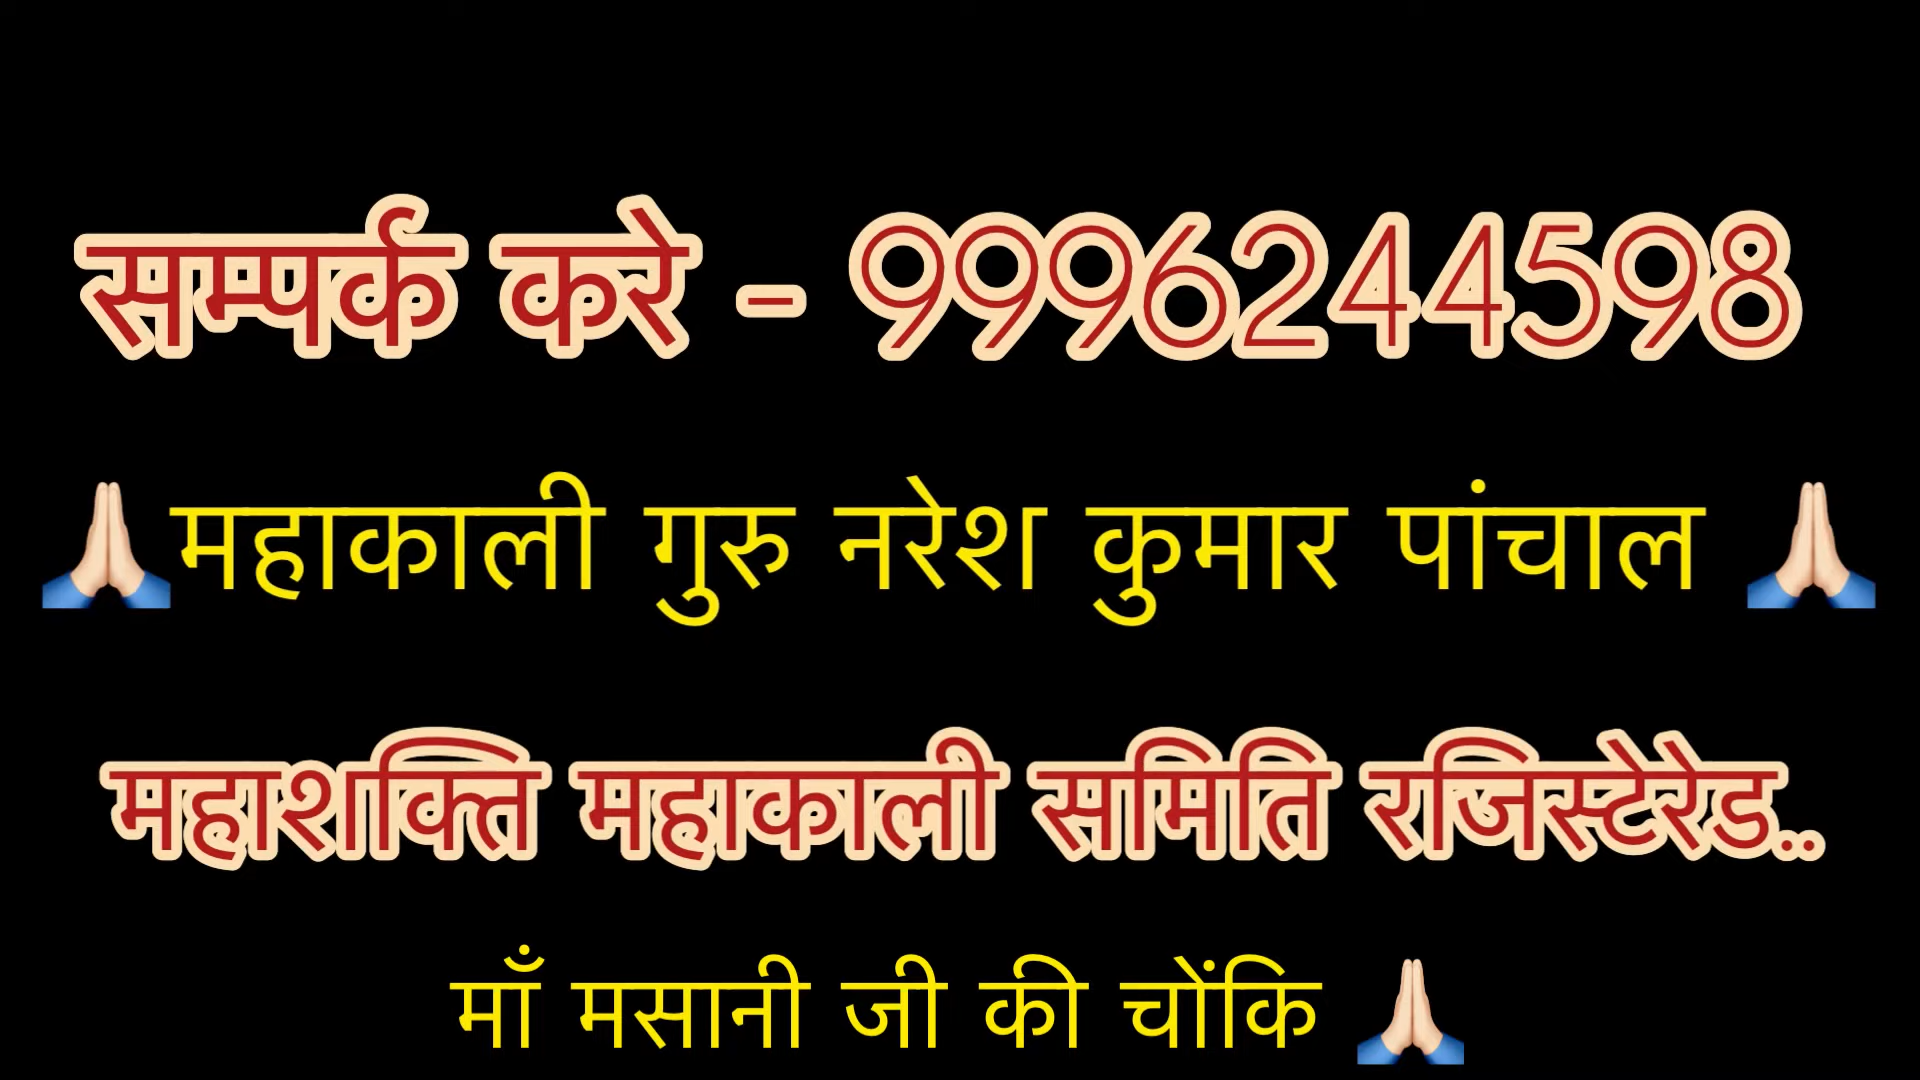 सम्पर्क करे - 9996244598
🙏🏻महाकाली गुरु नरेश कुमार पांचाल 🙏🏻
महाशक्ति महाकाली समिति रजिस्टेरेड..
माँ मसानी जी की चोंकि 🙏🏻